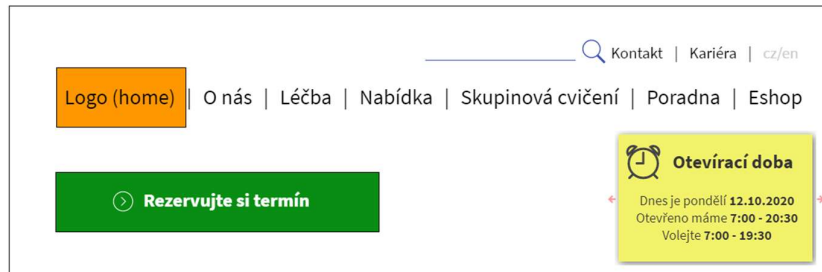 Kontakt | Kariéra | cz/en
Logo (home) | O nás | Léčba | Nabídka | Skupinová cvičení | Poradna | Eshop
Rezervujte si termín
Otevírací doba
Dnes je pondělí 12.10.2020
Otevřeno máme 7:00 - 20:30
Volejte 7:00 - 19:30